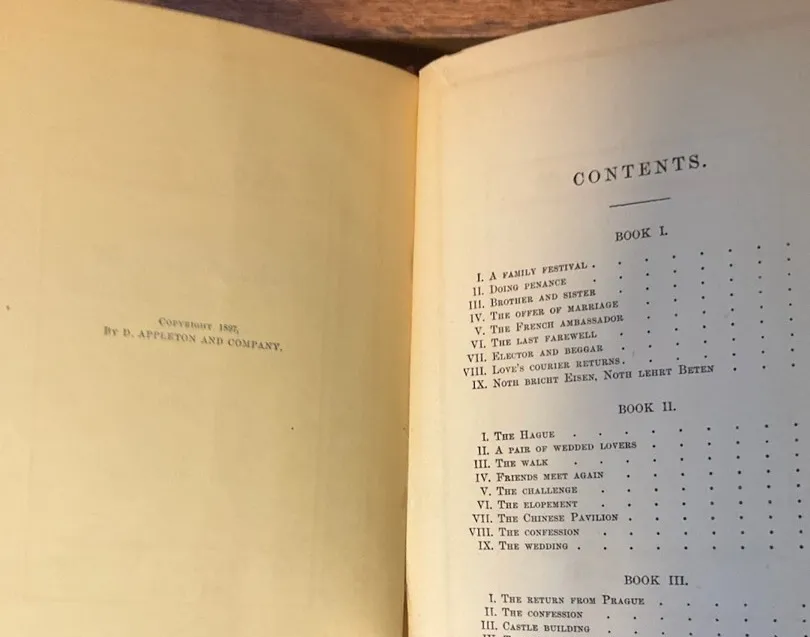 COPYRIGHT 1897,
BY D. APPLETON AND COMPANY.
CONTENTS.
BOOK I.
I. A FAMILY FESTIVAL
II. DOING PENANCE
III. BROTHER AND SISTER
IV. THE OFFER OF MARRIAGE
V. THE FRENCH AMBASSADOR
VI. THE LAST FAREWELL
VII. ELECTOR AND BEGGAR
VIII. LOVE'S COURIER RETURNS
IX. NOTH BRICHT EISEN, NOTH LEHRT BETEN
BOOK II.
I. THE HAGUE
II. A PAIR OF WEDDED LOVERS
III. THE WALK
IV. FRIENDS MEET AGAIN
V. THE CHALLENGE
VI. THE ELOPEMENT
VII. THE CHINESE PAVILION
VIII. THE CONFESSION
IX. THE WEDDING
BOOK III.
I. THE RETURN FROM PRAGUE
II. THE CONFESSION
III. CASTLE BUILDING